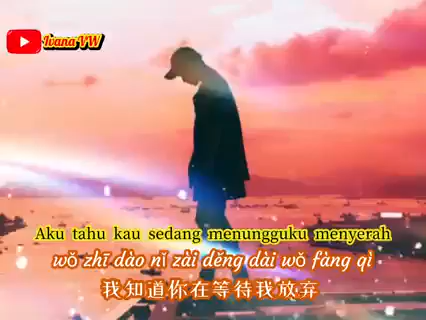 Ivana VW
Aku tahu kau sedang menungguku menyerah
wǒ zhī dào nǐ zài děng dài wǒ fàng qì
我知道你在等待我放弃